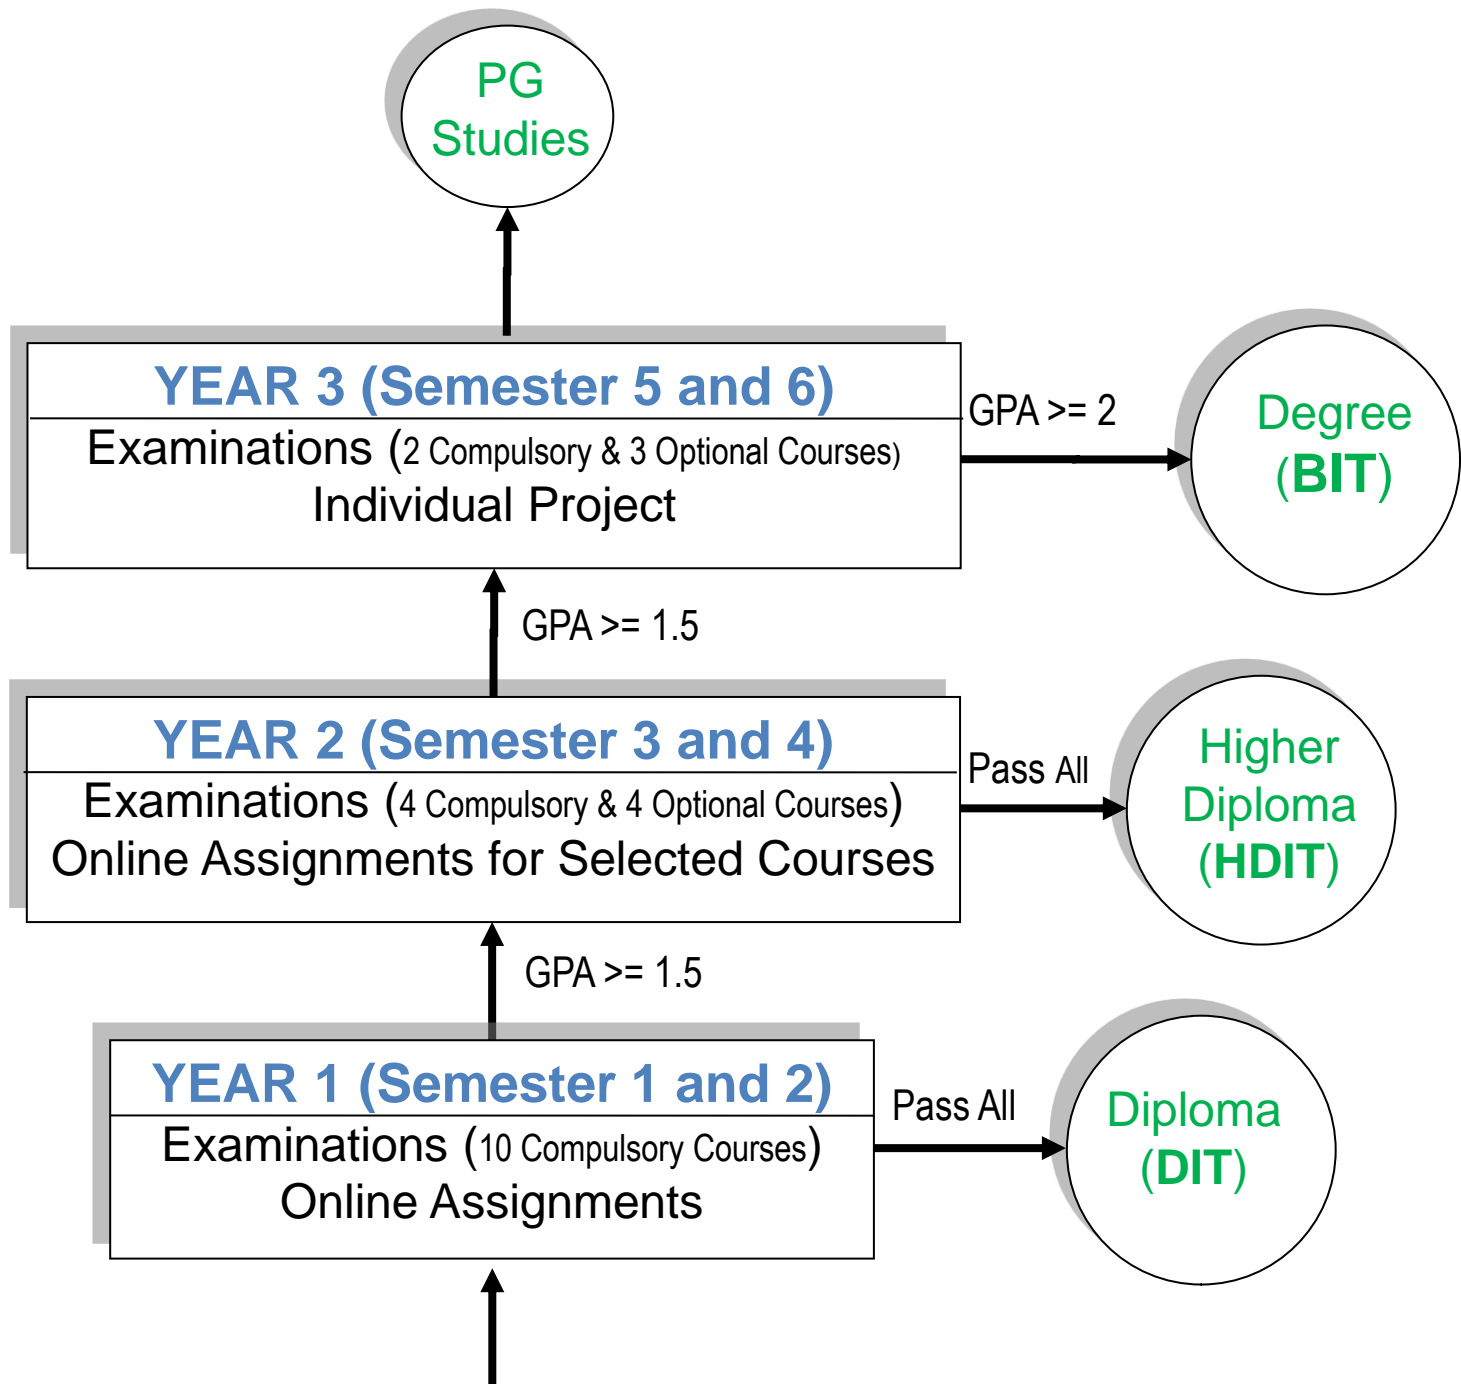 PG
Studies
YEAR 3 (Semester 5 and 6)
Examinations (2 Compulsory & 3 Optional Courses)
Individual Project
GPA >= 2
Degree
(BIT)
GPA >= 1.5
YEAR 2 (Semester 3 and 4)
Examinations (4 Compulsory & 4 Optional Courses)
Online Assignments for Selected Courses
Pass All
Higher
Diploma
(HDIT)
GPA >= 1.5
YEAR 1 (Semester 1 and 2)
Examinations (10 Compulsory Courses)
Online Assignments
Pass All
Diploma
(DIT)